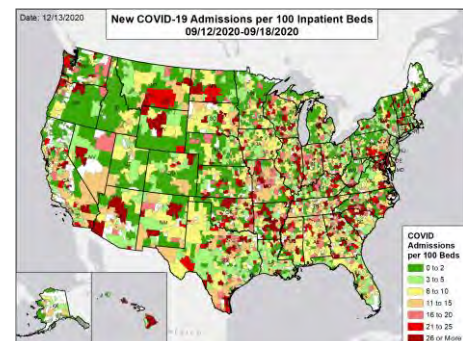 Date: 12/13/2020
New COVID-19 Admissions per 100 Inpatient Beds
09/12/2020-09/18/2020
COVID
Admissions
per 100 Beds
0 to 2
3 to 5
6 to 10
11 to 15
16 to 20
21 to 25
26 or More